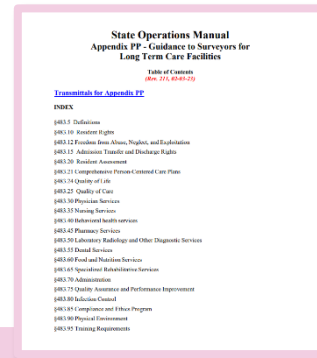 State Operations Manual
Appendix PP - Guidance to Surveyors for
Long Term Care Facilities
Table of Contents
(Rev. 211, 02-03-23)
Transmittals for Appendix PP
INDEX
§483.5 Definitions
§483.10 Resident Rights
§483.12 Freedom from Abuse, Neglect, and Exploitation
§483.15 Admission Transfer and Discharge Rights
§483.20 Resident Assessment
§483.21 Comprehensive Person-Centered Care Plans
§483.24 Quality of Life
§483.25 Quality of Care
§483.30 Physician Services
§483.35 Nursing Services
§483.40 Behavioral health services
§483.45 Pharmacy Services
§483.50 Laboratory Radiology and Other Diagnostic Services
§483.55 Dental Services
§483.60 Food and Nutrition Services
§483.65 Specialized Rehabilitative Services
§483.70 Administration
§483.75 Quality Assurance and Performance Improvement
§483.80 Infection Control
§483.85 Compliance and Ethics Program
§483.90 Physical Environment
§483.95 Training Requirements